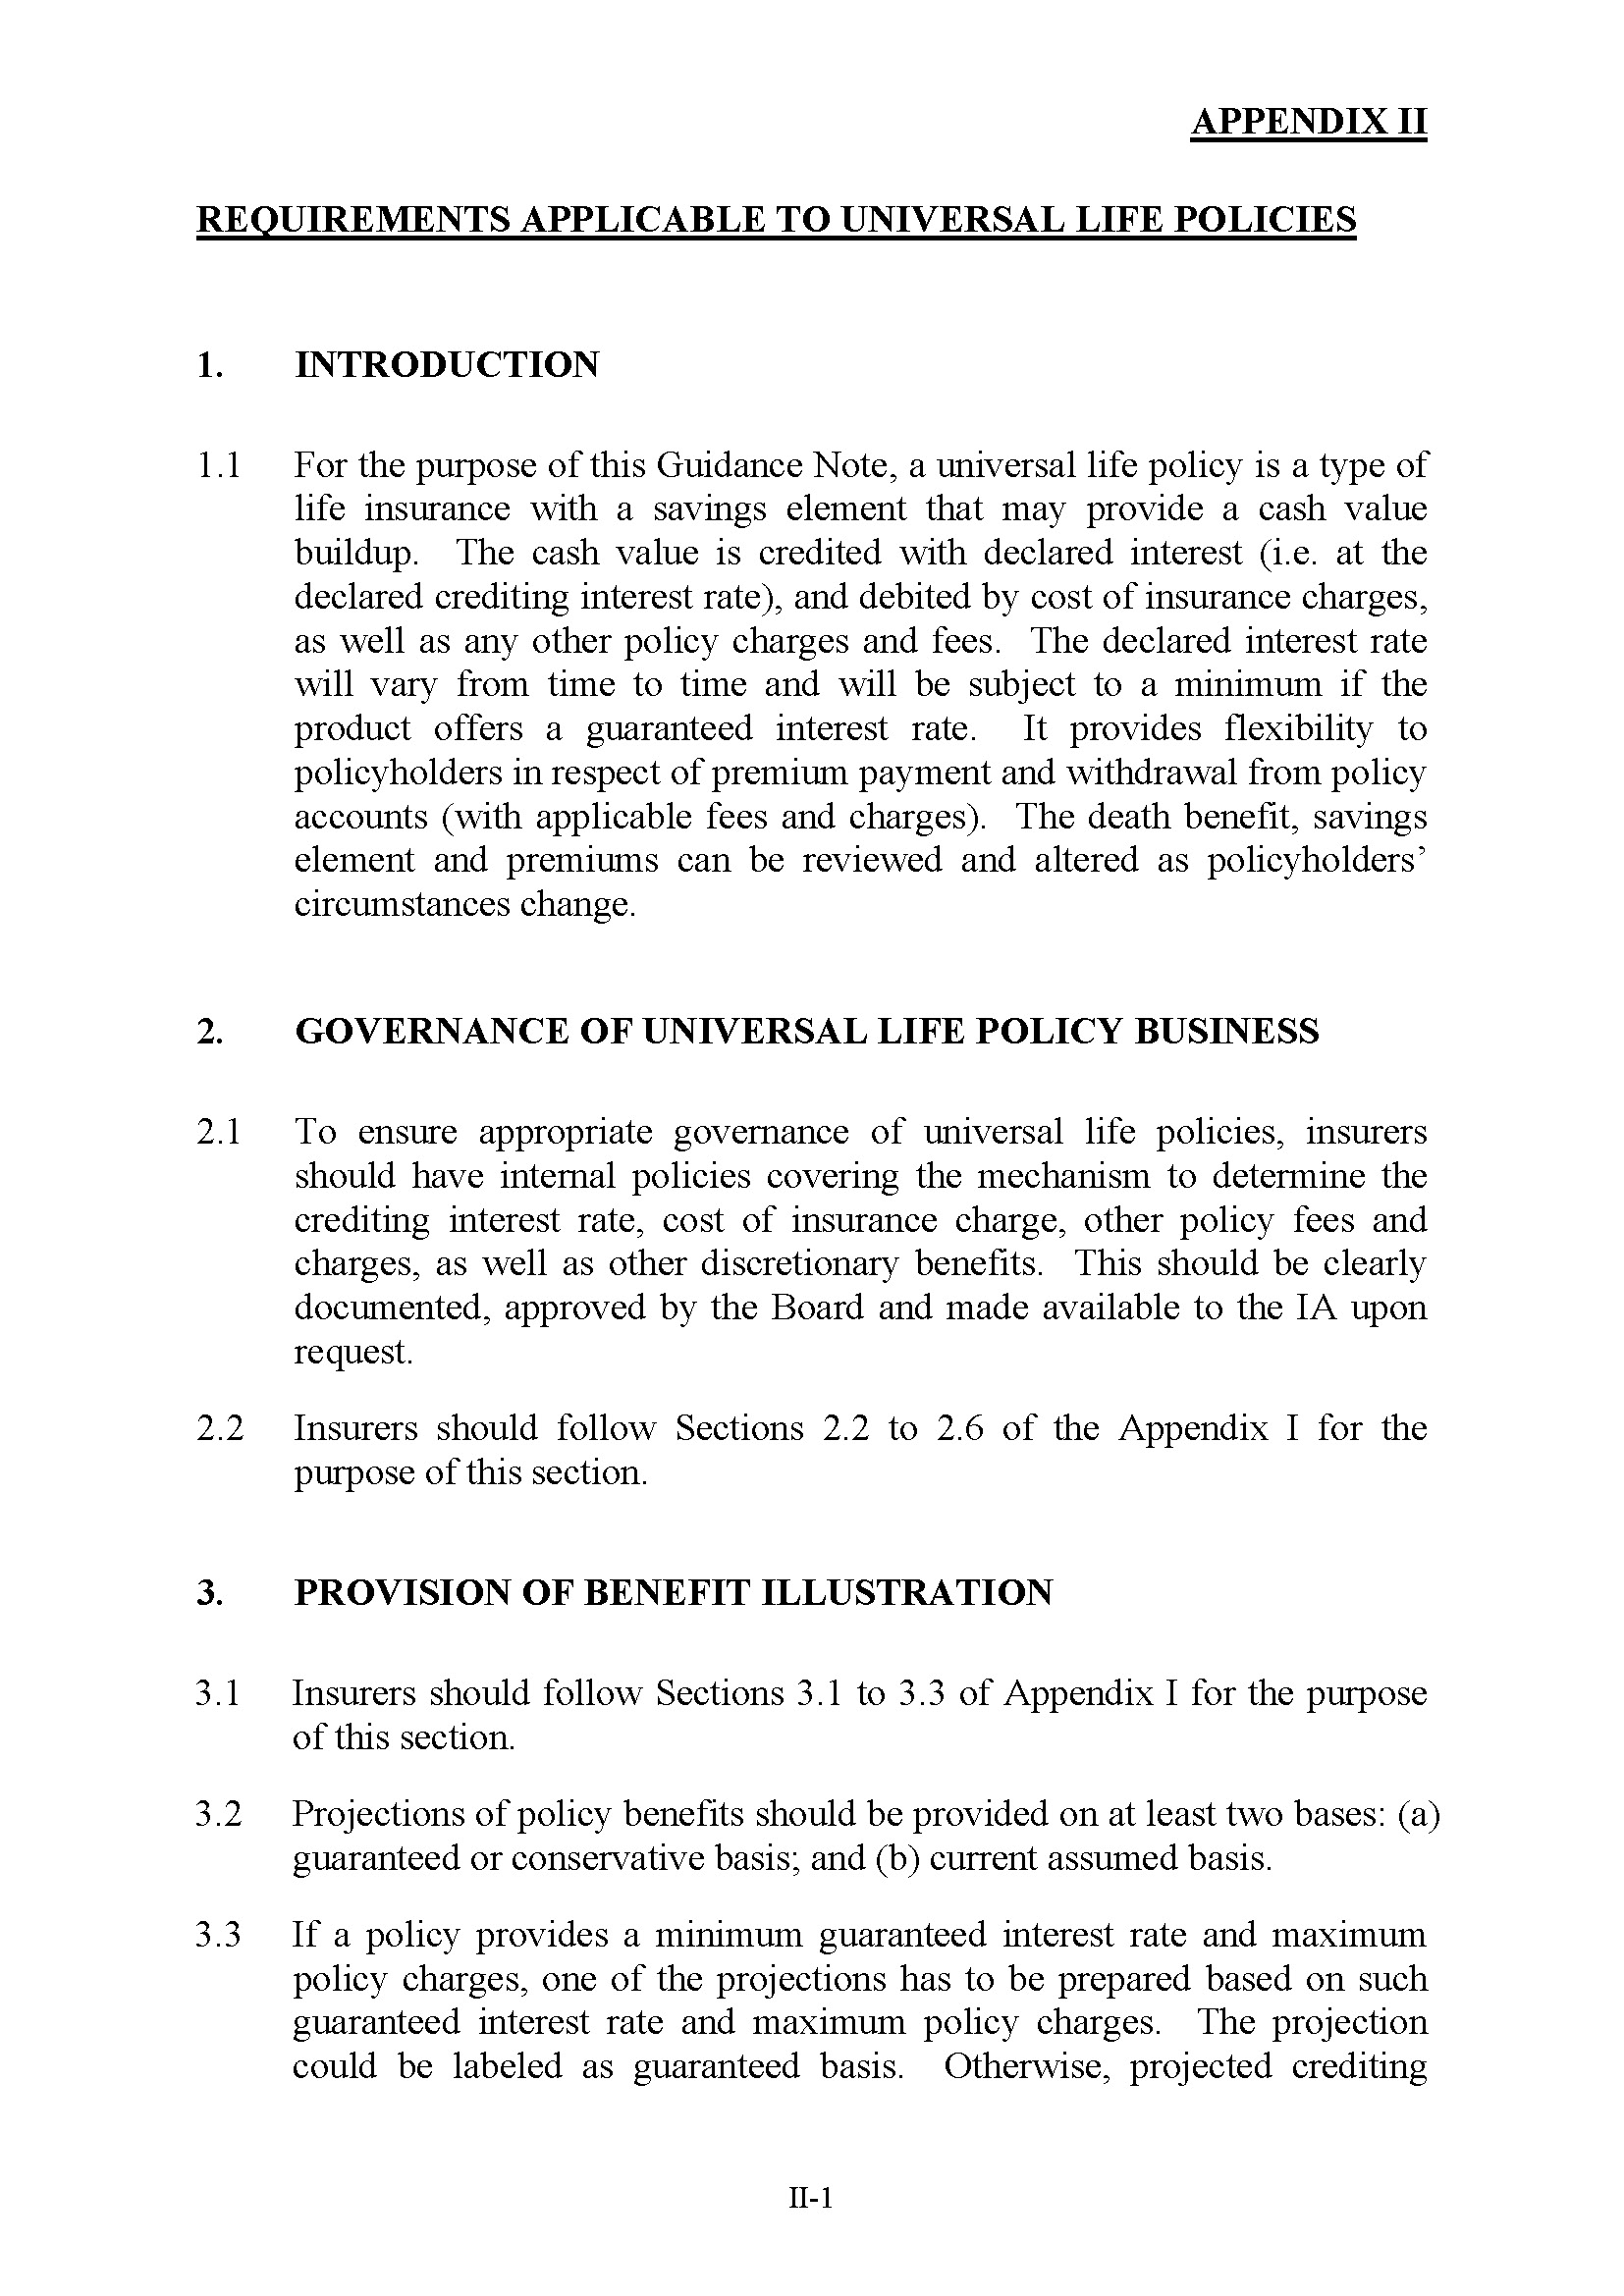 APPENDIX II
REQUIREMENTS APPLICABLE TO UNIVERSAL LIFE POLICIES
1. INTRODUCTION
1.1 For the purpose of this Guidance Note, a universal life policy is a type of
life insurance with a savings element that may provide a cash value
buildup. The cash value is credited with declared interest (i.e. at the
declared crediting interest rate), and debited by cost of insurance charges,
as well as any other policy charges and fees. The declared interest rate
will vary from time to time and will be subject to a minimum if the
product offers a guaranteed interest rate. It provides flexibility to
policyholders in respect of premium payment and withdrawal from policy
accounts (with applicable fees and charges). The death benefit, savings
element and premiums can be reviewed and altered as policyholders’
circumstances change.
2. GOVERNANCE OF UNIVERSAL LIFE POLICY BUSINESS
2.1 To ensure appropriate governance of universal life policies, insurers
should have internal policies covering the mechanism to determine the
crediting interest rate, cost of insurance charge, other policy fees and
charges, as well as other discretionary benefits. This should be clearly
documented, approved by the Board and made available to the IA upon
request.
2.2 Insurers should follow Sections 2.2 to 2.6 of the Appendix I for the
purpose of this section.
3. PROVISION OF BENEFIT ILLUSTRATION
3.1 Insurers should follow Sections 3.1 to 3.3 of Appendix I for the purpose
of this section.
3.2 Projections of policy benefits should be provided on at least two bases: (a)
guaranteed or conservative basis; and (b) current assumed basis.
3.3 If a policy provides a minimum guaranteed interest rate and maximum
policy charges, one of the projections has to be prepared based on such
guaranteed interest rate and maximum policy charges. The projection
could be labeled as guaranteed basis. Otherwise, projected crediting
II-1